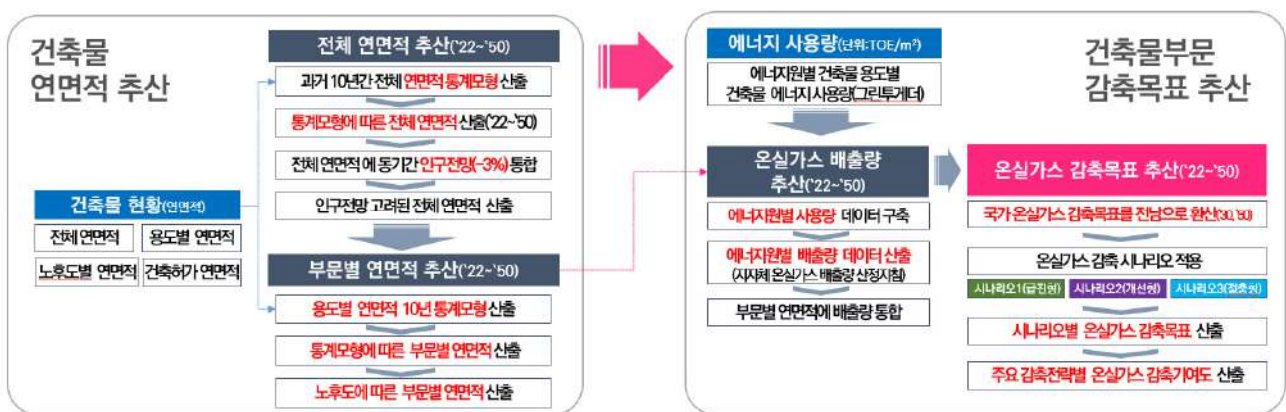 건축물
연면적 추산
건축물 현황(연면적)
전체 연면적
용도별 연면적
노후도별 연면적
건축허가 연면적
전체 연면적 추산('22~'50)
과거 10년간 전체 연면적 통계모형 산출
통계모형에 따른 전체 연면적 산출('22~'50)
전체 연면적에 동기간 인구전망(-3%) 통합
인구전망 고려된 전체 연면적 산출
부문별 연면적 추산('22~'50)
용도별 연면적 10년 통계모형 산출
통계모형에 따른 부문별 연면적 산출
노후도에 따른 부문별 연면적 산출
에너지 사용량(단위:TOE/m²)
에너지원별 건축물 용도별
건축물 에너지 사용량(그린투게더)
온실가스 배출량
추산('22~'50)
에너지원별 사용량 데이터 구축
에너지원별 배출량 데이터 산출
(지자체 온실가스 배출량 산정지침)
부문별 연면적에 배출량 통합
건축물부문
감축목표 추산
온실가스 감축목표 추산('22~'50)
국가 온실가스 감축목표를 전남으로 환산('30,'50)
온실가스 감축 시나리오 적용
시나리오1(급진형)
시나리오2(개선형)
시나리오3(절충형)
시나리오별 온실가스 감축목표 산출
주요 감축전략별 온실가스 감축기여도 산출